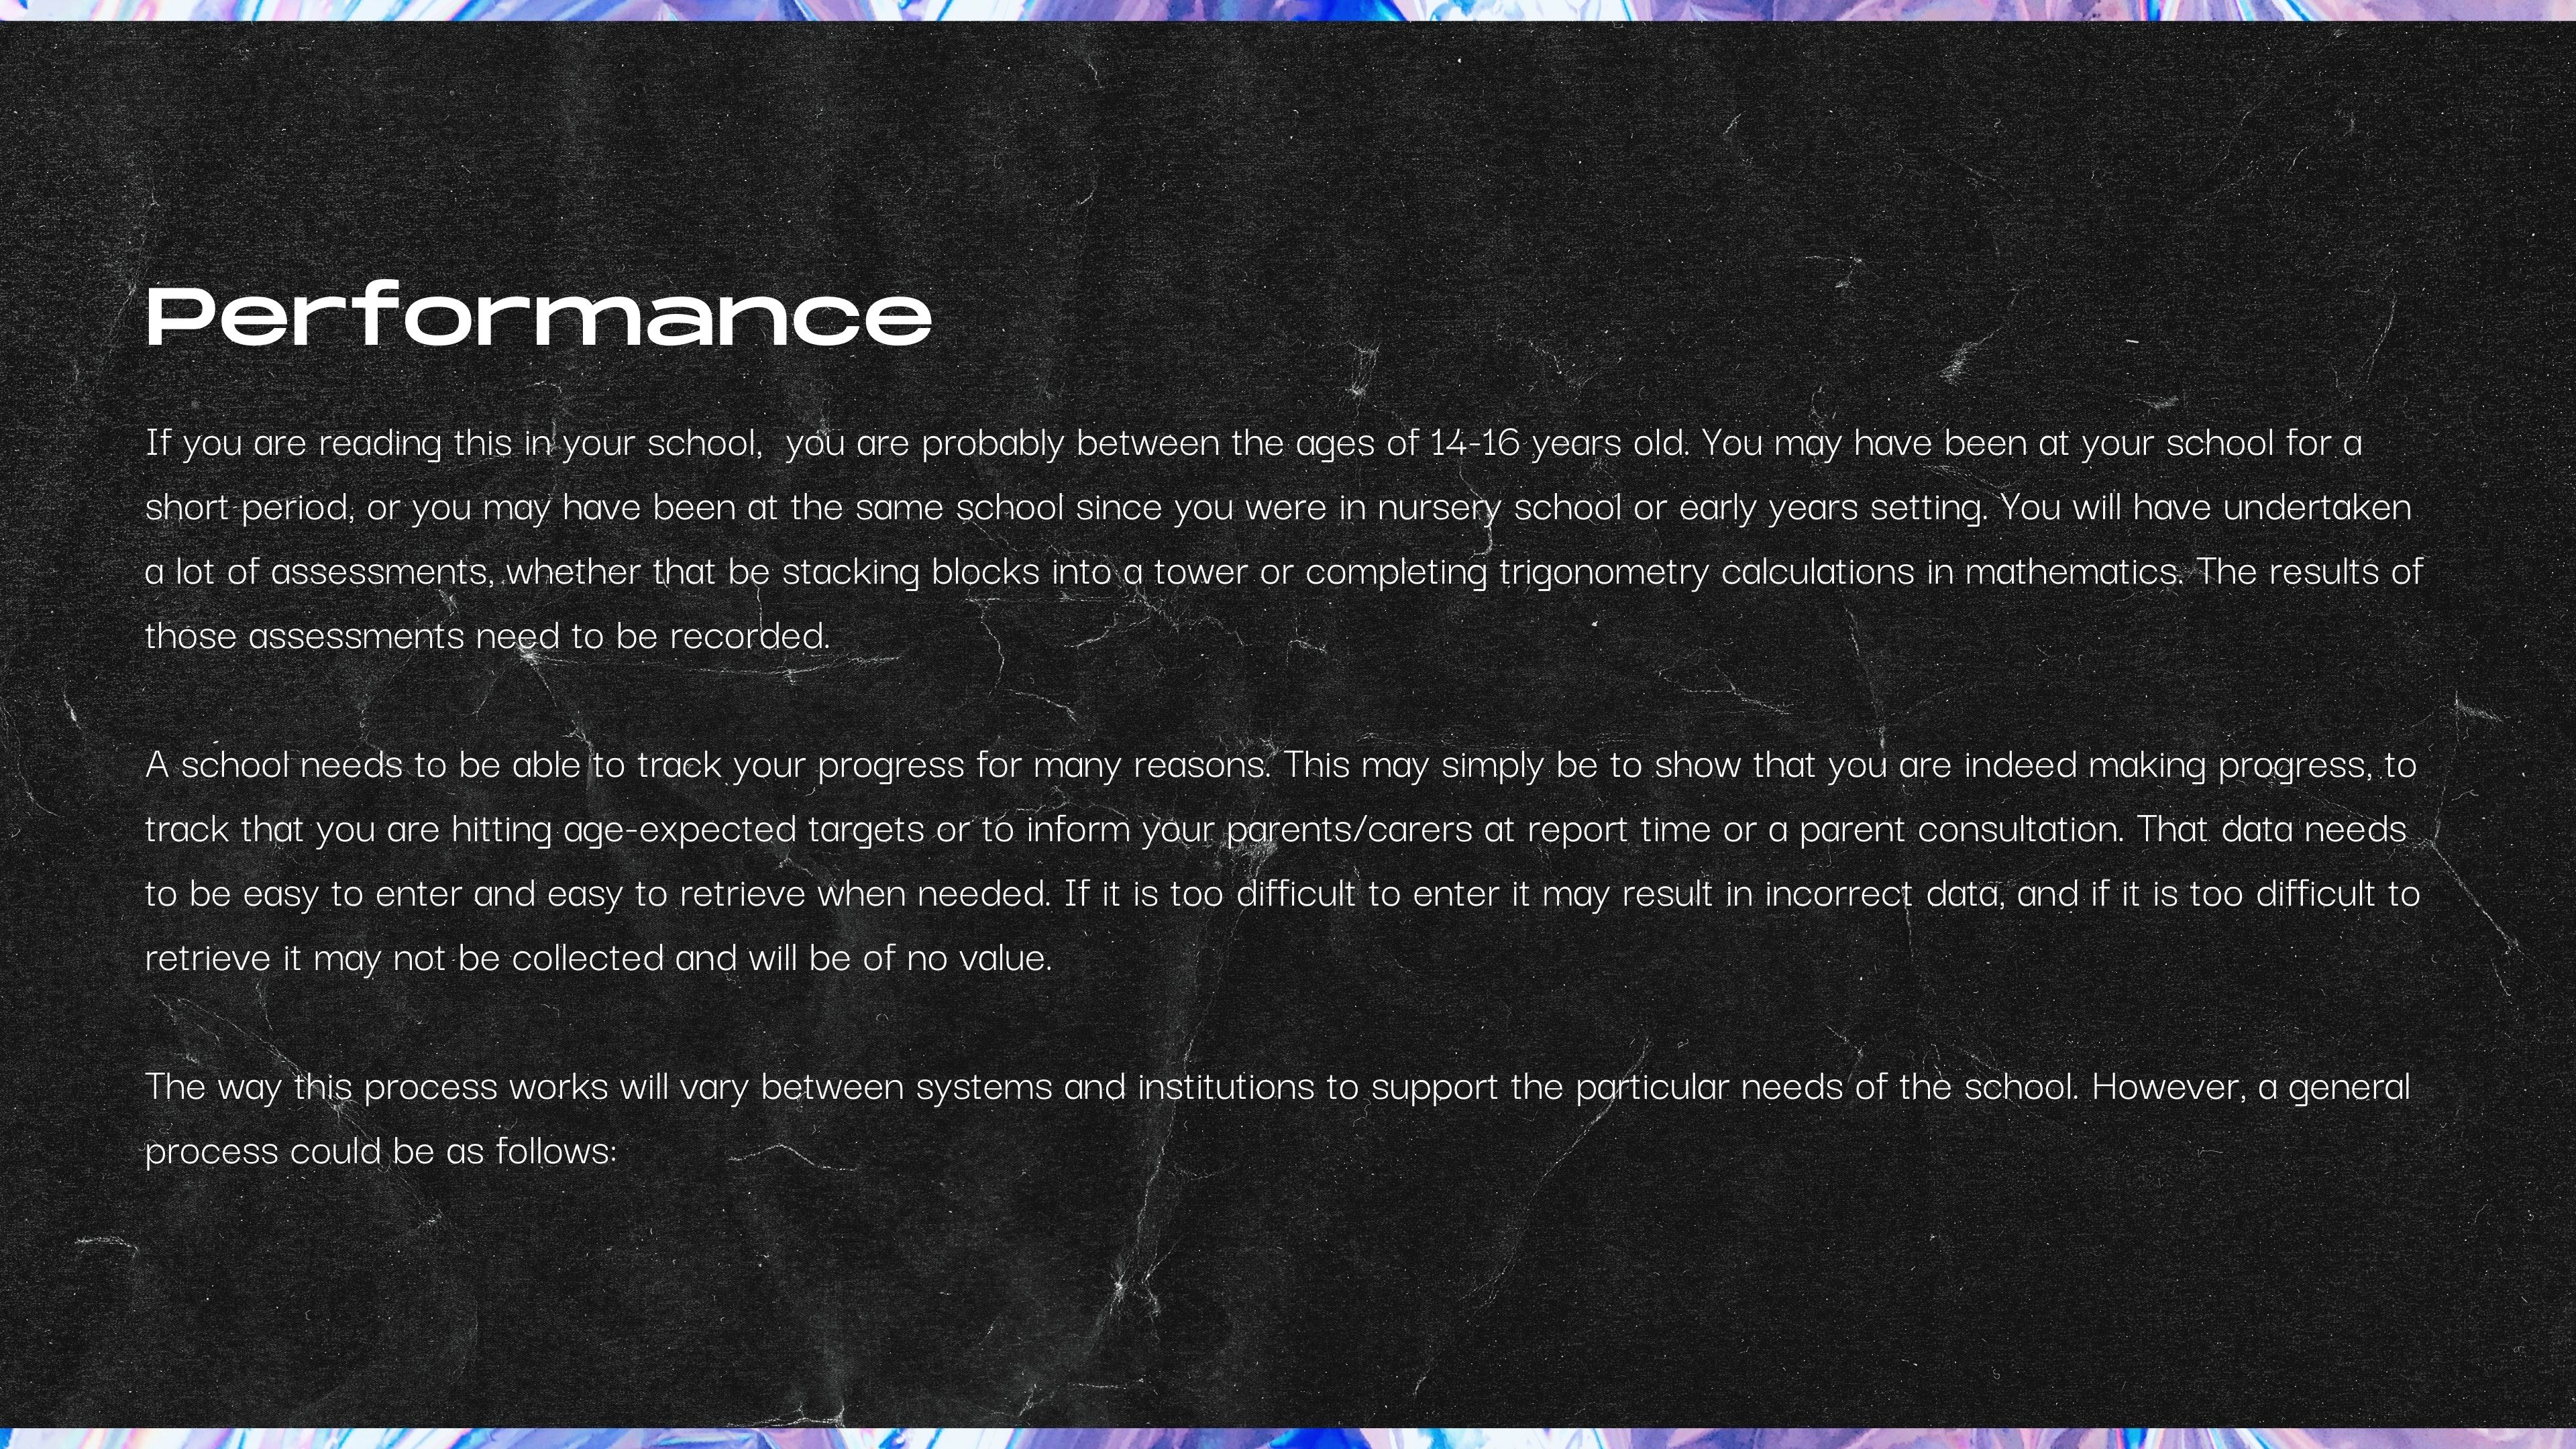 Performance
If you are reading this in your school,  you are probably between the ages of 14-16 years old. You may have been at your school for a
short period, or you may have been at the same school since you were in nursery school or early years setting. You will have undertaken
a lot of assessments, whether that be stacking blocks into a tower or completing trigonometry calculations in mathematics. The results of
those assessments need to be recorded.
A school needs to be able to track your progress for many reasons. This may simply be to show that you are indeed making progress, to
track that you are hitting age-expected targets or to inform your parents/carers at report time or a parent consultation. That data needs
to be easy to enter and easy to retrieve when needed. If it is too difficult to enter it may result in incorrect data, and if it is too difficult to
retrieve it may not be collected and will be of no value.
The way this process works will vary between systems and institutions to support the particular needs of the school. However, a general
process could be as follows: